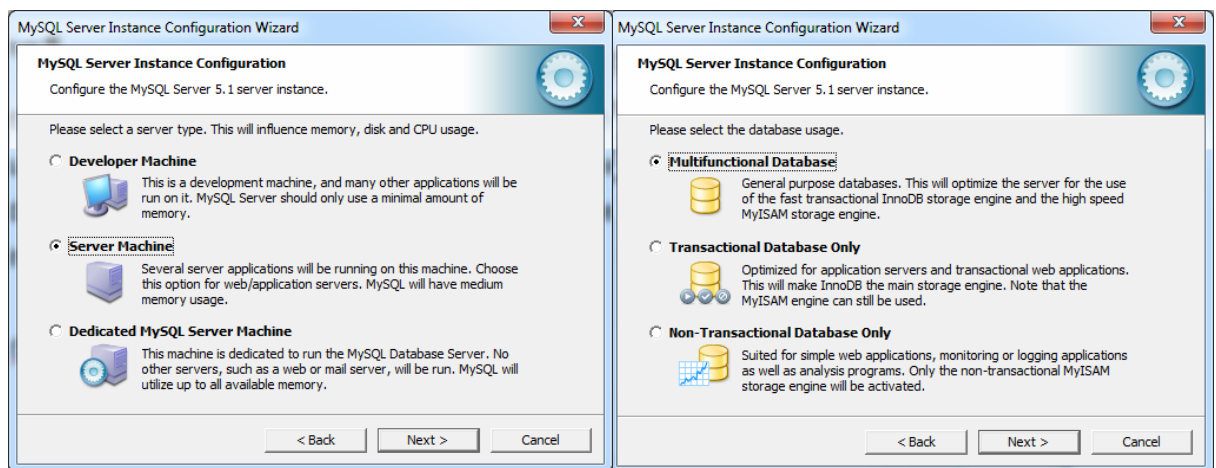 MySQL Server Instance Configuration Wizard
MySQL Server Instance Configuration
Configure the MySQL Server 5.1 server instance.
Please select a server type. This will influence memory, disk and CPU usage.
Developer Machine
This is a development machine, and many other applications will be
run on it. MySQL Server should only use a minimal amount of
memory.
Server Machine
Several server applications will be running on this machine. Choose
this option for web/application servers. MySQL will have medium
memory usage.
Dedicated MySQL Server Machine
This machine is dedicated to run the MySQL Database Server. No
other servers, such as a web or mail server, will be run. MySQL will
utilize up to all available memory.
< Back
Next >
Cancel
MySQL Server Instance Configuration Wizard
MySQL Server Instance Configuration
Configure the MySQL Server 5.1 server instance.
Please select the database usage.
Multifunctional Database
General purpose databases. This will optimize the server for the use
of the fast transactional InnoDB storage engine and the high speed
MyISAM storage engine.
Transactional Database Only
Optimized for application servers and transactional web applications.
This will make InnoDB the main storage engine. Note that the
MyISAM engine can still be used.
Non-Transactional Database Only
Suited for simple web applications, monitoring or logging applications
as well as analysis programs. Only the non-transactional MyISAM
storage engine will be activated.
< Back
Next >
Cancel